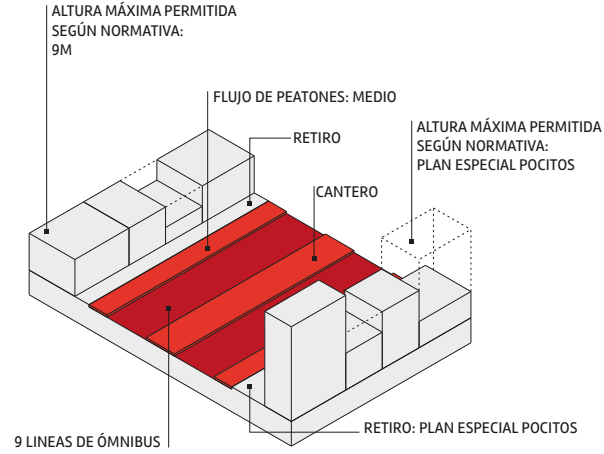 ALTURA MÁXIMA PERMITIDA
SEGÚN NORMATIVA:
9M
FLUJO DE PEATONES: MEDIO
RETIRO
ALTURA MÁXIMA PERMITIDA
SEGÚN NORMATIVA:
PLAN ESPECIAL POCITOS
CANTERO
RETIRO: PLAN ESPECIAL POCITOS
9 LINEAS DE ÓMNIBUS